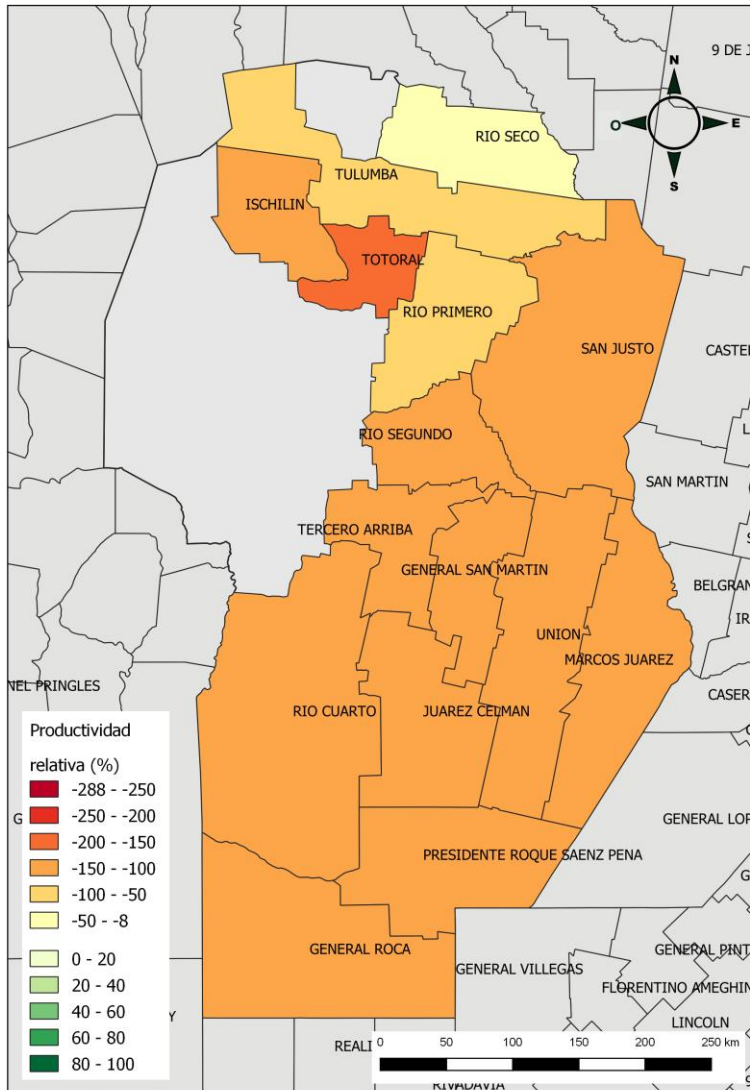 9 DE J
N
O
E
S
RIO SECO
TULUMBA
ISCHILIN
TOTORAL
RIO PRIMERO
SAN JUSTO
CASTE
RIO SEGUNDO
SAN MARTIN
TERCERO ARRIBA
GENERAL SAN MARTIN
BELGRAN
IR
UNION
MARCOS JUAREZ
NEL PRINGLES
CASER
RIO CUARTO
JUAREZ CELMAN
Productividad
relativa (%)
-288 - -250
-250 - -200
-200 - -150
-150 - -100
-100 - -50
-50 - -8
0 - 20
20 - 40
40 - 60
60 - 80
80 - 100
GENERAL LOP
PRESIDENTE ROQUE SAENZ PENA
GENERAL ROCA
GENERAL PINT
GENERAL VILLEGAS
FLORENTINO AMEGHIN
LINCOLN
Y
REALI
0 50 100 150 200 250 km
RIVADAVIA